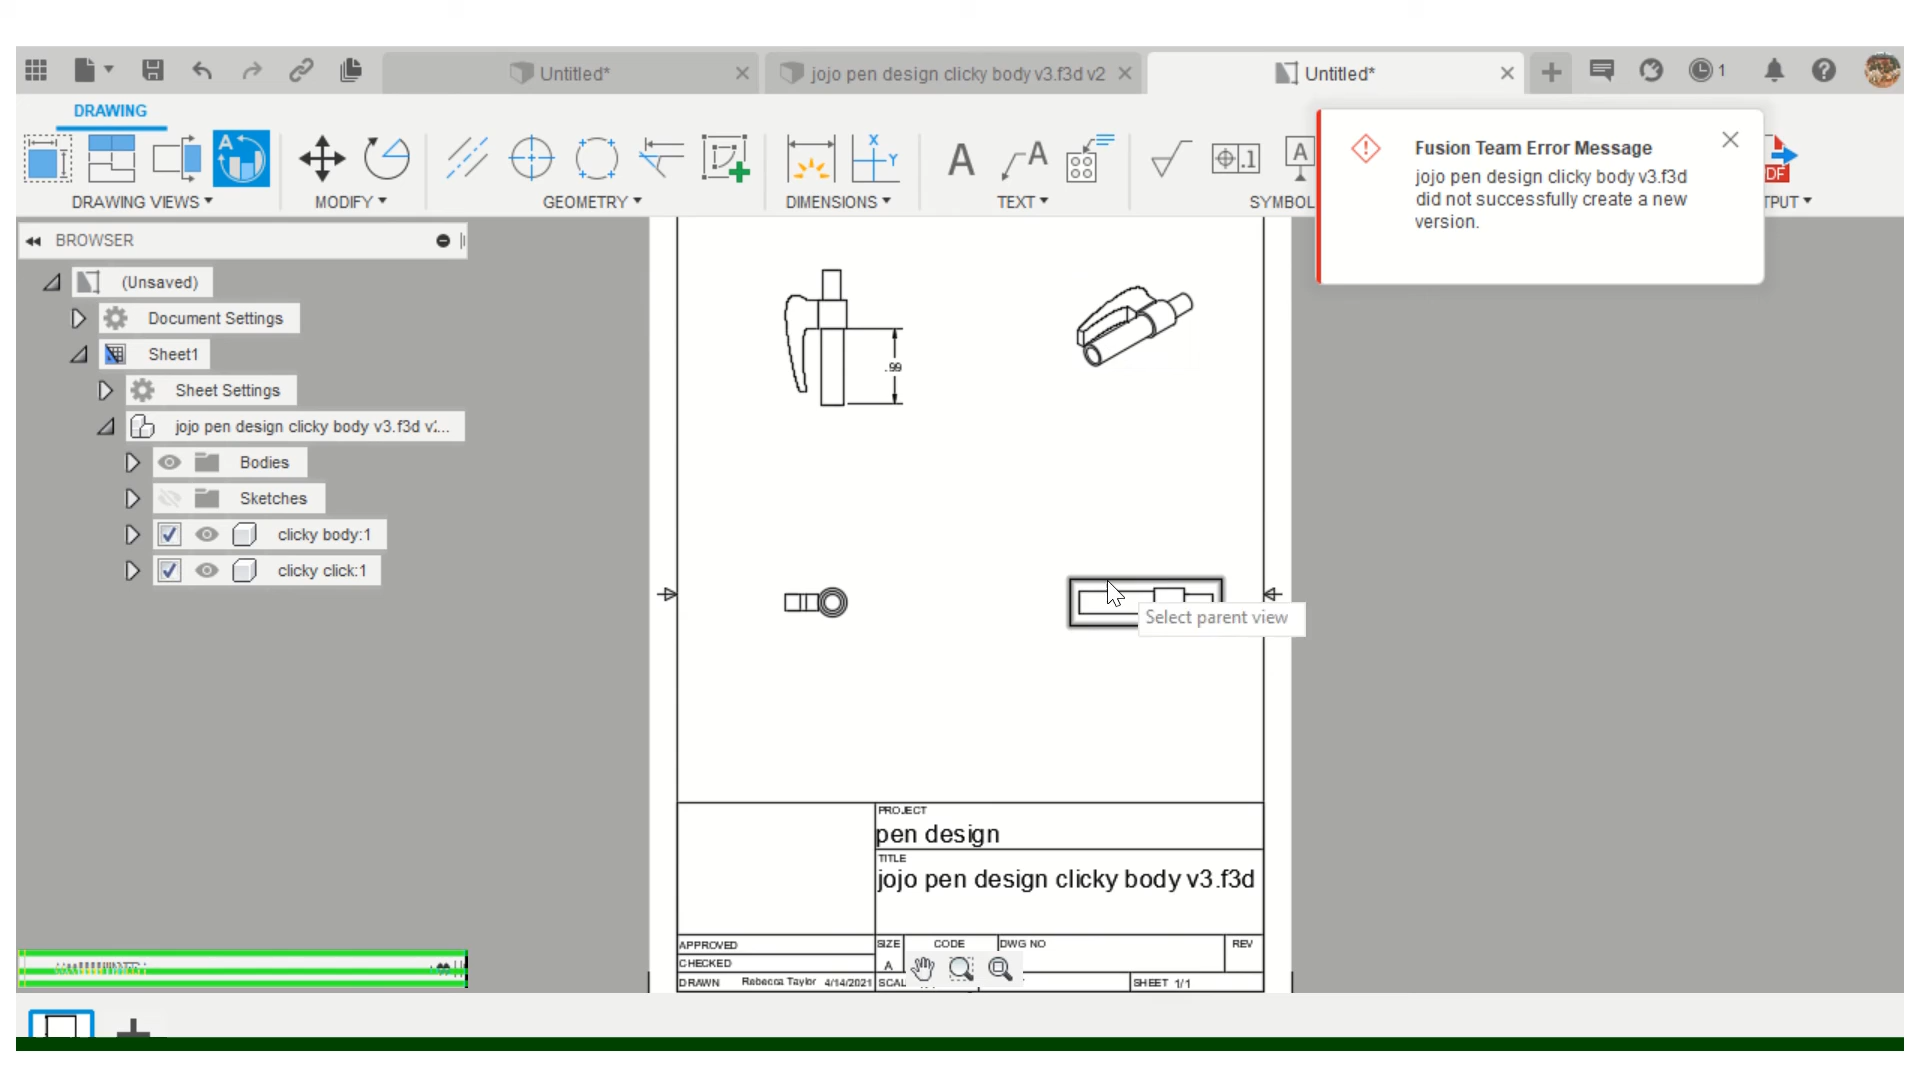 Untitled*
jojo pen design clicky body v3.f3d v2
Untitled*
1
DRAWING
A
X
Y
A
A
.1
A
DRAWING VIEWS
MODIFY
GEOMETRY
DIMENSIONS
TEXT
SYMBOL
TPUT
DF
Fusion Team Error Message
jojo pen design clicky body v3.f3d
did not successfully create a new
version.
BROWSER
(Unsaved)
Document Settings
Sheet1
Sheet Settings
jojo pen design clicky body v3.f3d v...
Bodies
Sketches
clicky body:1
clicky click:1
.99
Select parent view
PROJECT
pen design
TITLE
jojo pen design clicky body v3.f3d
APPROVED
CHECKED
DRAWN Rebecca Taylor 4/14/2021
SIZE
A
CODE
DWG NO
REV
SCAL
SHEET 1/1